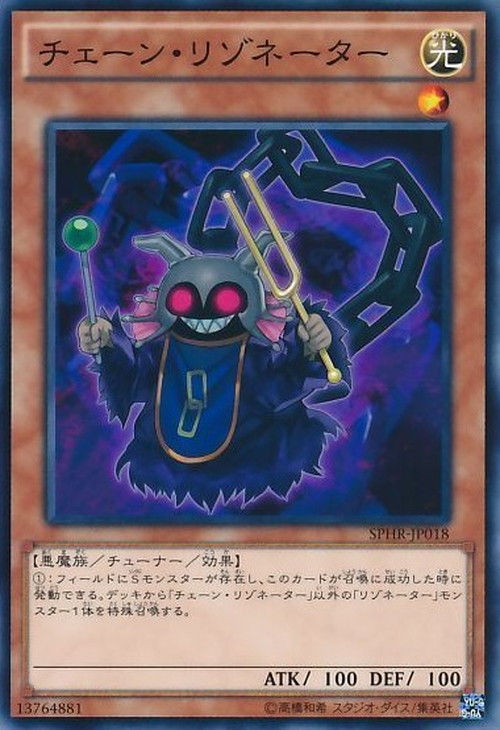 チェーン・リゾネーター
光
SPHR-JP018
【悪魔族／チューナー／効果】
①：フィールドにＳモンスターが存在し、このカードが召喚に成功した時に
発動できる。デッキから「チェーン・リゾネーター」以外の「リゾネーター」モン
スター１体を特殊召喚する。
ATK/ 100 DEF/ 100
13764881
©高橋和希 スタジオ・ダイス/集英社